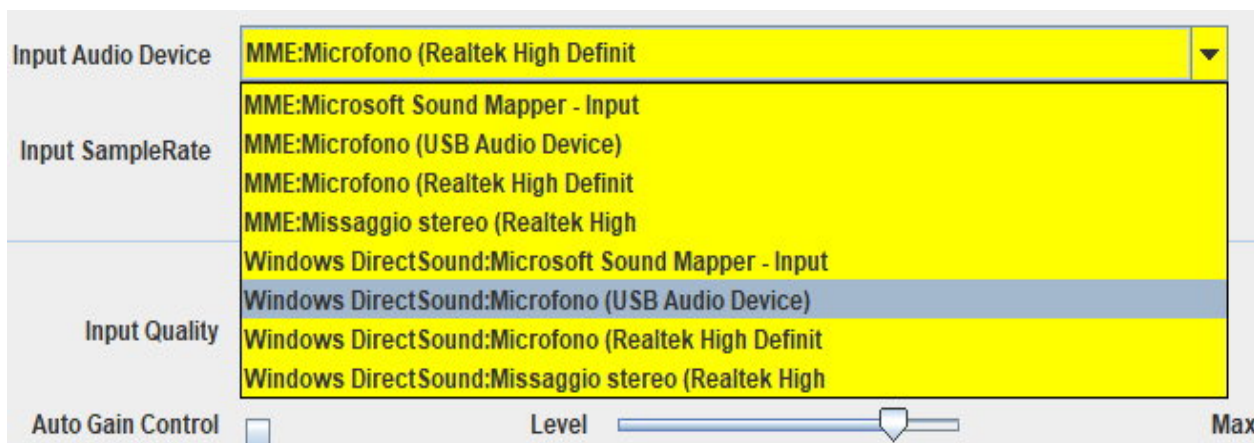 Input Audio Device
MME:Microfono (Realtek High Definit
MME:Microsoft Sound Mapper - Input
Input SampleRate
MME:Microfono (USB Audio Device)
MME:Microfono (Realtek High Definit
MME:Missaggio stereo (Realtek High
Windows DirectSound:Microsoft Sound Mapper - Input
Windows DirectSound:Microfono (USB Audio Device)
Input Quality
Windows DirectSound:Microfono (Realtek High Definit
Windows DirectSound:Missaggio stereo (Realtek High
Auto Gain Control
Level
Max